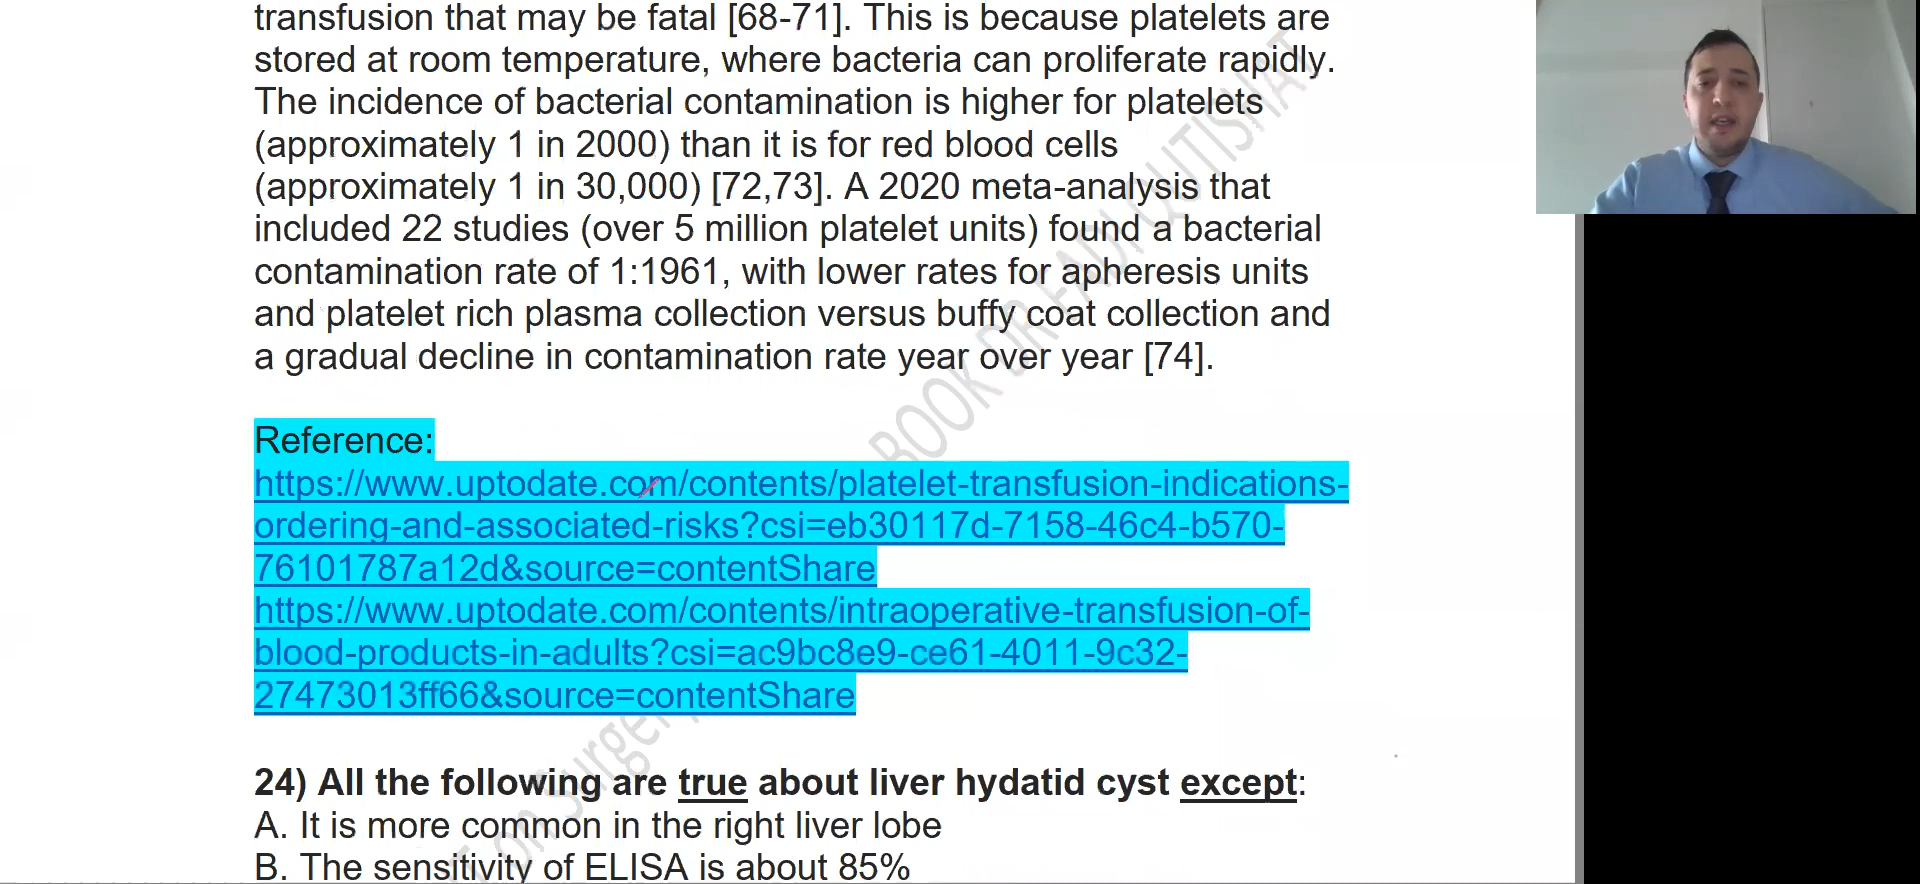 transfusion that may be fatal [68-71]. This is because platelets are
stored at room temperature, where bacteria can proliferate rapidly.
The incidence of bacterial contamination is higher for platelets
(approximately 1 in 2000) than it is for red blood cells
(approximately 1 in 30,000) [72,73]. A 2020 meta-analysis that
included 22 studies (over 5 million platelet units) found a bacterial
contamination rate of 1:1961, with lower rates for apheresis units
and platelet rich plasma collection versus buffy coat collection and
a gradual decline in contamination rate year over year [74].
Reference:
https://www.uptodate.com/contents/platelet-transfusion-indications-
ordering-and-associated-risks?csi=eb30117d-7158-46c4-b570-
76101787a12d&source=contentShare
https://www.uptodate.com/contents/intraoperative-transfusion-of-
blood-products-in-adults?csi=ac9bc8e9-ce61-4011-9c32-
27473013ff66&source=contentShare
24) All the following are true about liver hydatid cyst except:
A. It is more common in the right liver lobe
B. The sensitivity of ELISA is about 85%
BOOK DR FADI QUTISHAT